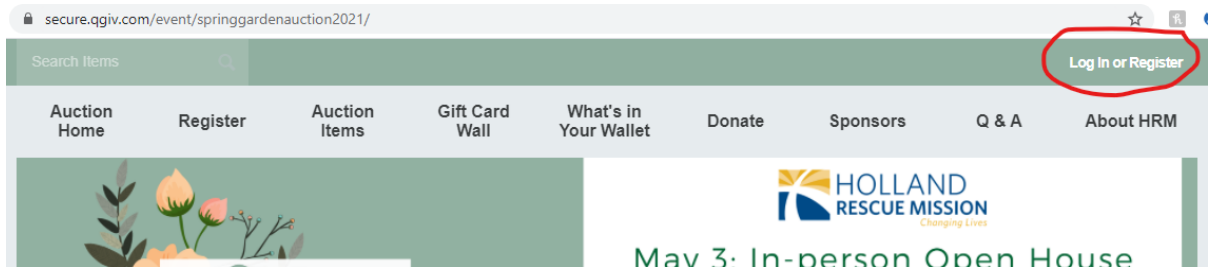 secure.qgiv.com/event/springgardenauction2021/
Search Items
Log In or Register
Auction Home
Register
Auction Items
Gift Card Wall
What's in Your Wallet
Donate
Sponsors
Q & A
About HRM
HOLLAND
RESCUE MISSION
Changing Lives
May 3: In-person Open House